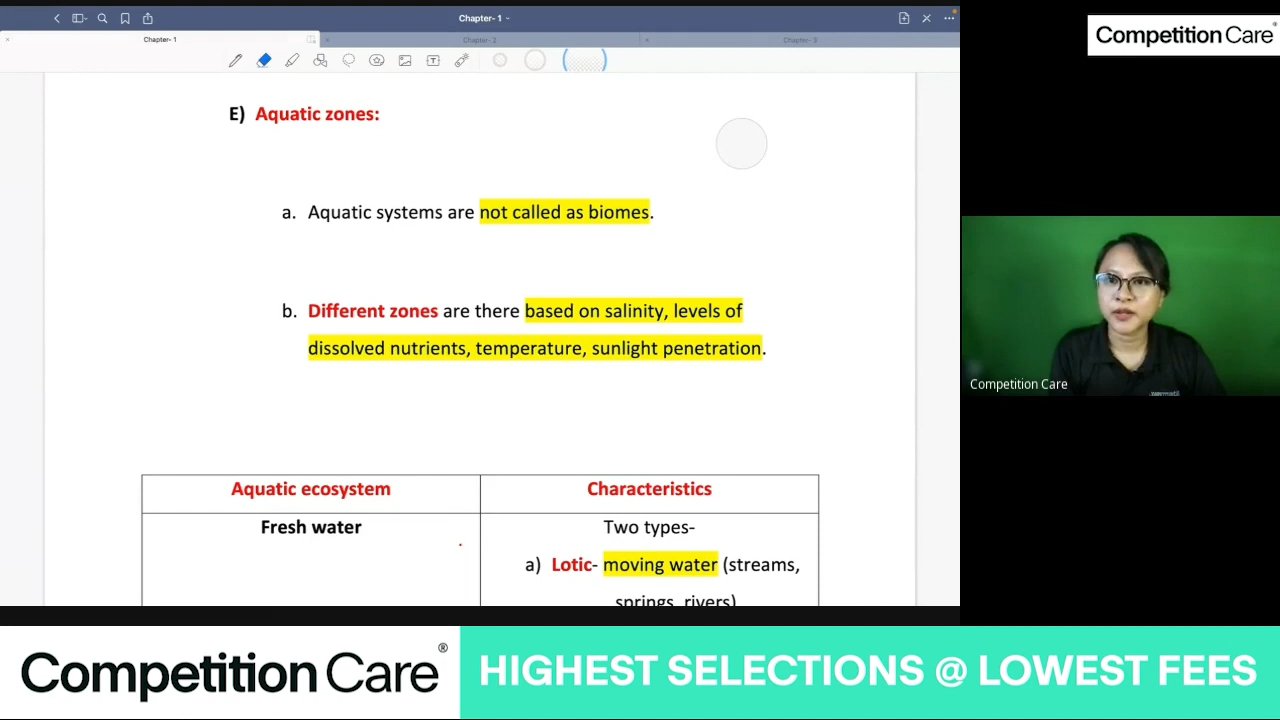 Chapter- 1
Chapter- 1
Chapter- 2
Chapter- 3
Competition Care®
E) Aquatic zones:
a. Aquatic systems are not called as biomes.
b. Different zones are there based on salinity, levels of
dissolved nutrients, temperature, sunlight penetration.
Aquatic ecosystem
Characteristics
Fresh water
Two types-
a) Lotic- moving water (streams,
springs, rivers)
Competition Care
Competition Care®
HIGHEST SELECTIONS @ LOWEST FEES